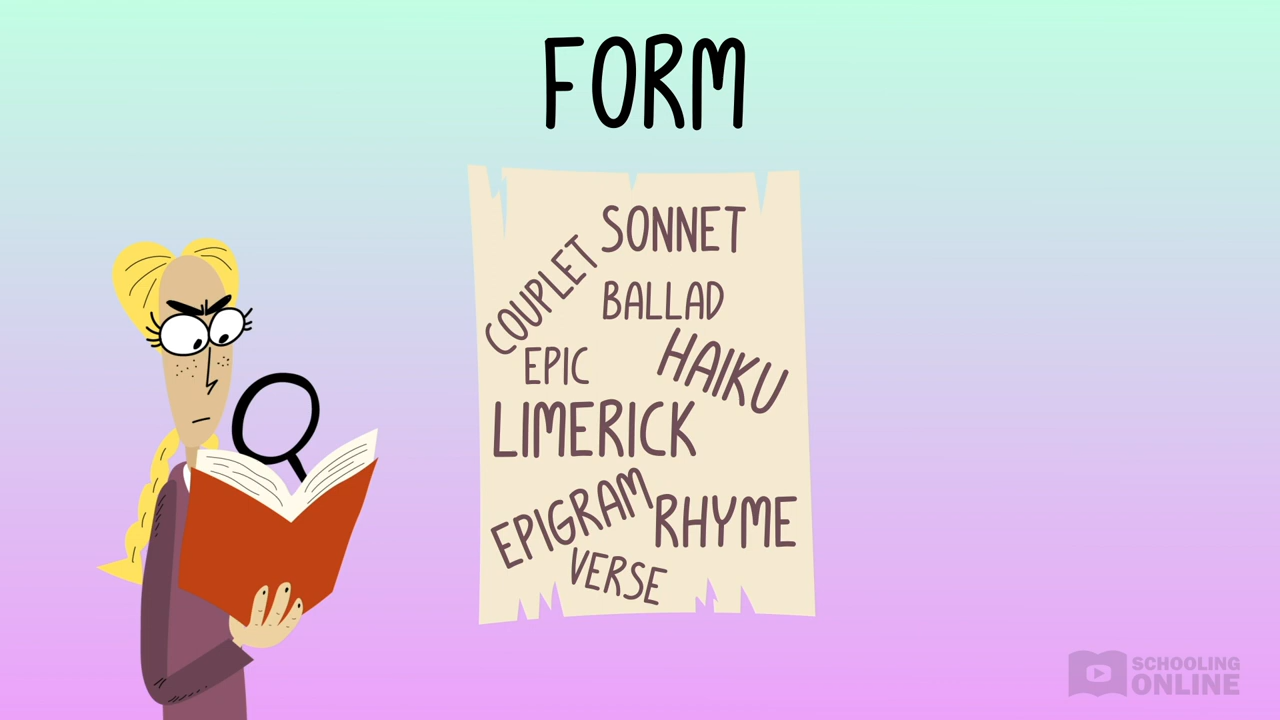 FORM
SONNET
COUPLET
BALLAD
EPIC
HAIKU
LIMERICK
EPIGRAM
RHYME
VERSE
SCHOOLING
ONLINE